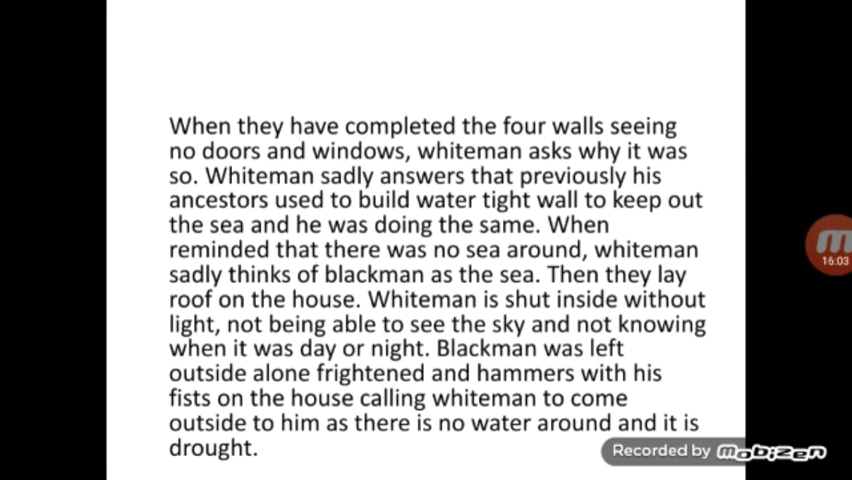 When they have completed the four walls seeing
no doors and windows, whiteman asks why it was
so. Whiteman sadly answers that previously his
ancestors used to build water tight wall to keep out
the sea and he was doing the same. When
reminded that there was no sea around, whiteman
sadly thinks of blackman as the sea. Then they lay
roof on the house. Whiteman is shut inside without
light, not being able to see the sky and not knowing
when it was day or night. Blackman was left
outside alone frightened and hammers with his
fists on the house calling whiteman to come
outside to him as there is no water around and it is
drought.
16:03
Recorded by mobizen